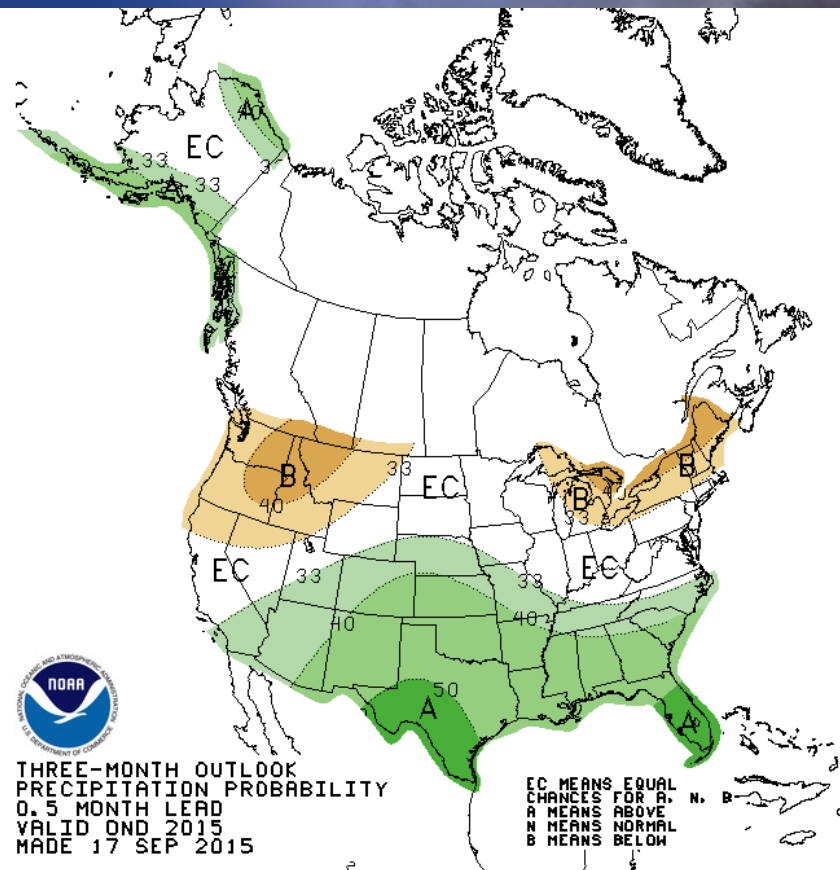 A
40
EC
33
33
A
B
40
33
EC
B
B
33
EC
33
EC
33
40
40
50
A
A
NATIONAL OCEANIC AND ATMOSPHERIC ADMINISTRATION
NOAA
U.S. DEPARTMENT OF COMMERCE
THREE-MONTH OUTLOOK
PRECIPITATION PROBABILITY
0.5 MONTH LEAD
VALID OND 2015
MADE 17 SEP 2015
EC MEANS EQUAL
CHANCES FOR A, N, B
A MEANS ABOVE
N MEANS NORMAL
B MEANS BELOW